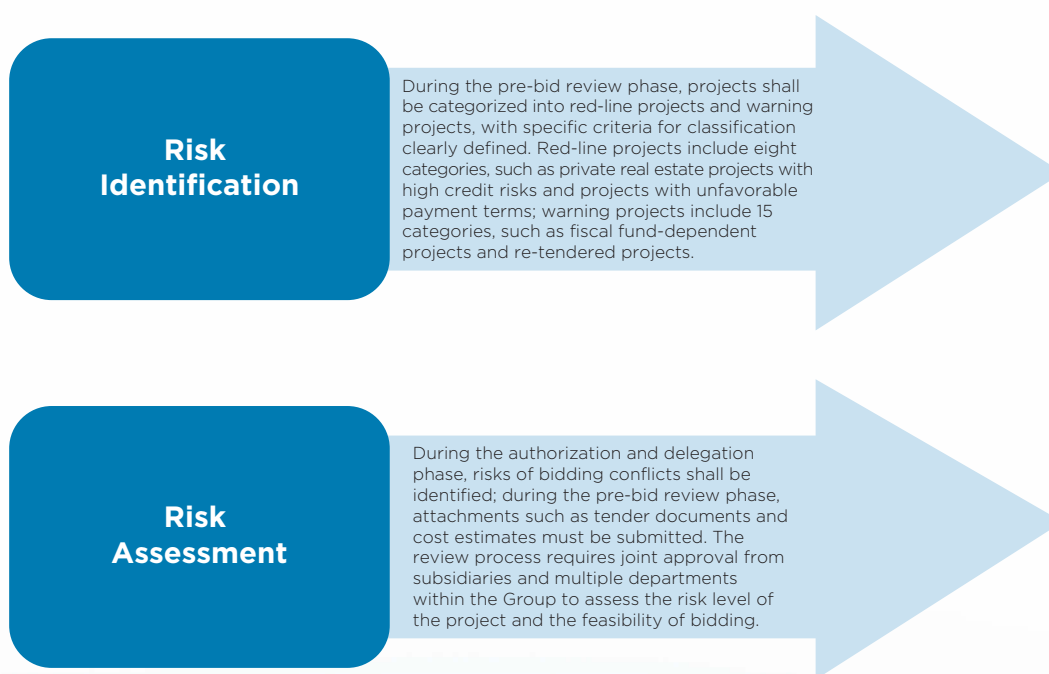 Risk
Identification
During the pre-bid review phase, projects shall
be categorized into red-line projects and warning
projects, with specific criteria for classification
clearly defined. Red-line projects include eight
categories, such as private real estate projects with
high credit risks and projects with unfavorable
payment terms; warning projects include 15
categories, such as fiscal fund-dependent
projects and re-tendered projects.
Risk
Assessment
During the authorization and delegation
phase, risks of bidding conflicts shall be
identified; during the pre-bid review phase,
attachments such as tender documents and
cost estimates must be submitted. The
review process requires joint approval from
subsidiaries and multiple departments
within the Group to assess the risk level of
the project and the feasibility of bidding.